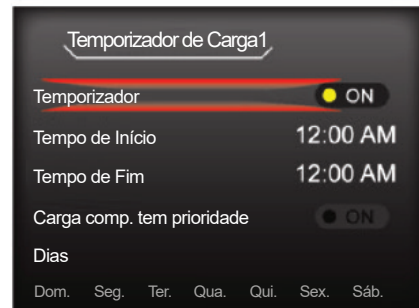 Temporizador de Carga1
Temporizador ON
Tempo de Início 12:00 AM
Tempo de Fim 12:00 AM
Carga comp. tem prioridade ON
Dias
Dom. Seg. Ter. Qua. Qui. Sex. Sáb.